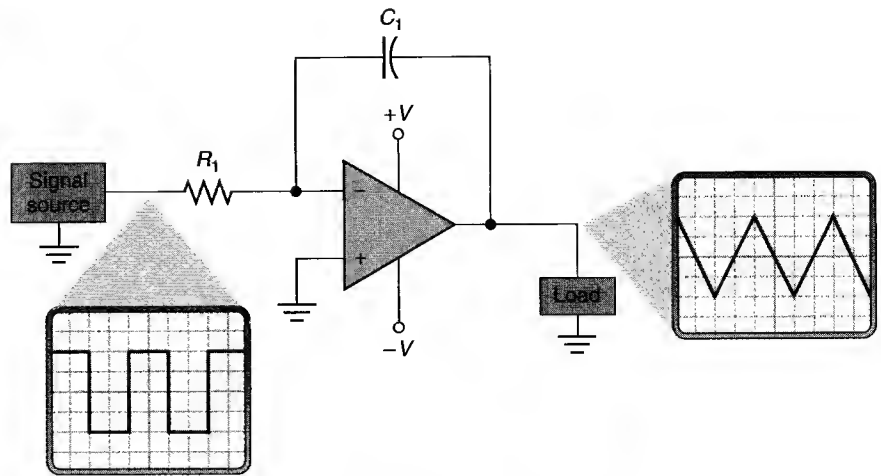 C₁
+V
R₁
Signal
source
−
+
Load
−V